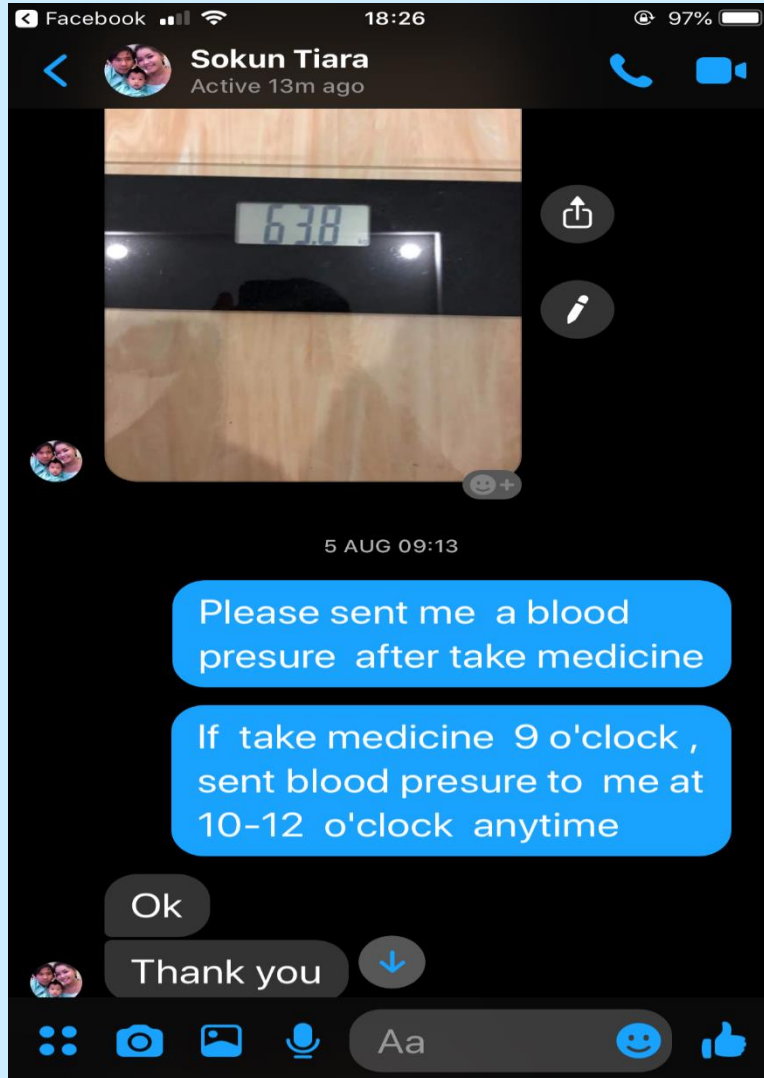 Facebook 18:26 97%
Sokun Tiara
Active 13m ago
63.8
5 AUG 09:13
Please sent me a blood
presure after take medicine
If take medicine 9 o'clock ,
sent blood presure to me at
10-12 o'clock anytime
Ok
Thank you
Aa